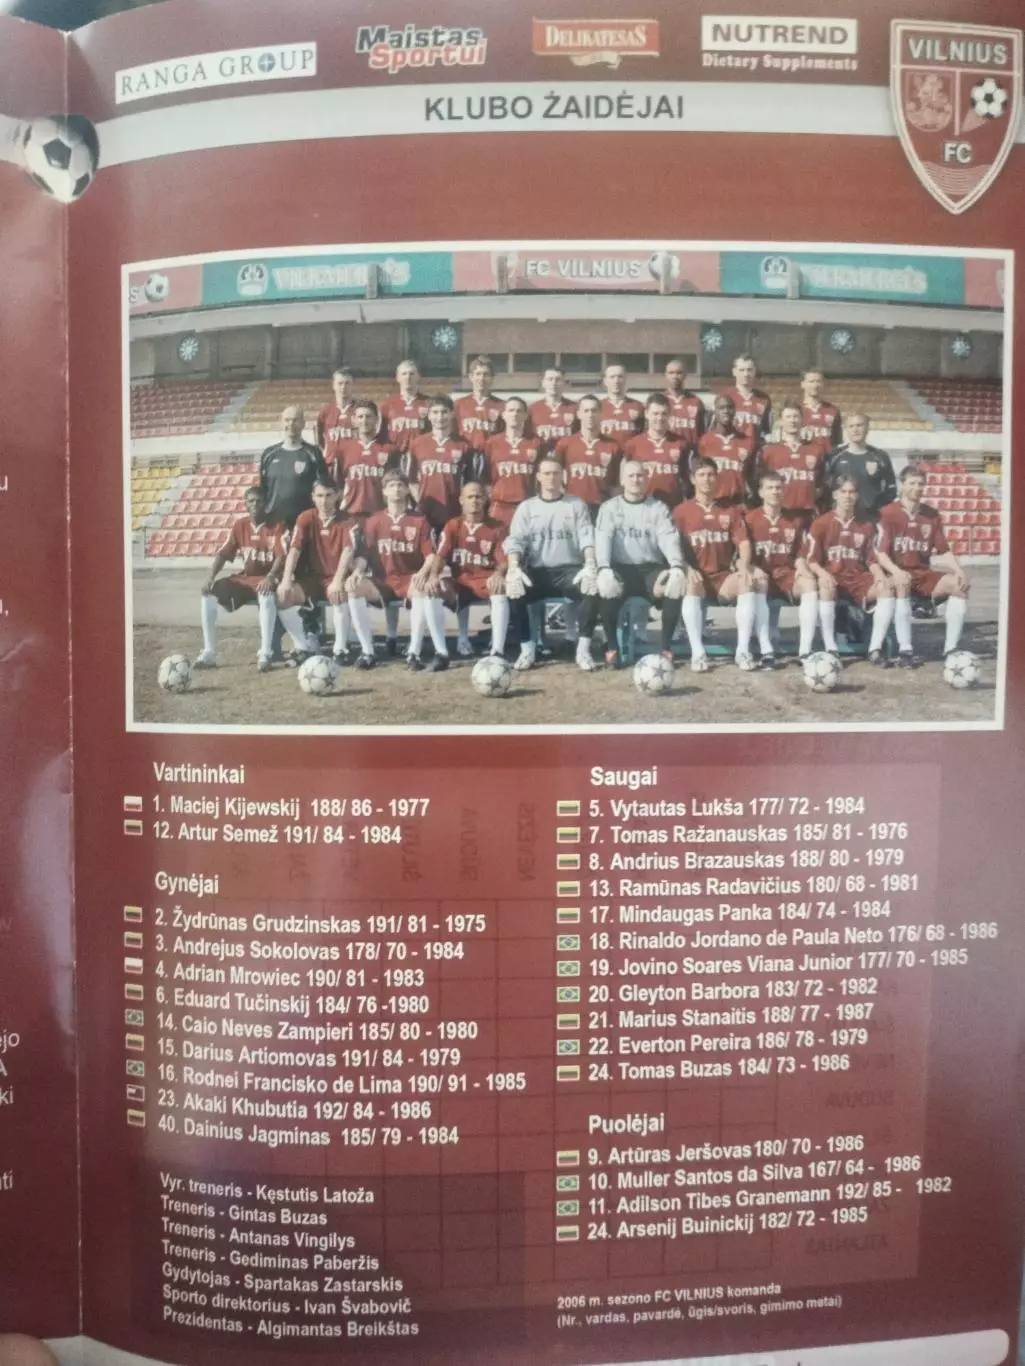 RANGA GROUP
Maistas Sportui
DELIKATESAS
NUTREND
Dietary Supplements
VILNIUS
FC
KLUBO ŽAIDĖJAI
FC VILNIUS
rytas
Vartininkai
1. Maciej Kijewskij 188/ 86 - 1977
12. Artur Semež 191/ 84 - 1984
Gynėjai
2. Žydrūnas Grudzinskas 191/ 81 - 1975
3. Andrejus Sokolovas 178/ 70 - 1984
4. Adrian Mrowiec 190/ 81 - 1983
6. Eduard Tučinskij 184/ 76 -1980
14. Caio Neves Zampieri 185/ 80 - 1980
15. Darius Artiomovas 191/ 84 - 1979
16. Rodnei Francisko de Lima 190/ 91 - 1985
23. Akaki Khubutia 192/ 84 - 1986
40. Dainius Jagminas 185/ 79 - 1984
Vyr. treneris - Kęstutis Latoža
Treneris - Gintas Buzas
Treneris - Antanas Vingilys
Treneris - Gediminas Paberžis
Gydytojas - Spartakas Zastarskis
Sporto direktorius - Ivan Švabovič
Prezidentas - Algimantas Breikštas
Saugai
5. Vytautas Lukša 177/ 72 - 1984
7. Tomas Ražanauskas 185/ 81 - 1976
8. Andrius Brazauskas 188/ 80 - 1979
13. Ramūnas Radavičius 180/ 68 - 1981
17. Mindaugas Panka 184/ 74 - 1984
18. Rinaldo Jordano de Paula Neto 176/ 68 - 1986
19. Jovino Soares Viana Junior 177/ 70 - 1985
20. Gleyton Barbora 183/ 72 - 1982
21. Marius Stanaitis 188/ 77 - 1987
22. Everton Pereira 186/ 78 - 1979
24. Tomas Buzas 184/ 73 - 1986
Puolėjai
9. Artūras Jeršovas 180/ 70 - 1986
10. Muller Santos da Silva 167/ 64 - 1986
11. Adilson Tibes Granemann 192/ 85 - 1982
24. Arsenij Buinickij 182/ 72 - 1985
2006 m. sezono FC VILNIUS komanda
(Nr., vardas, pavardė, ūgis/svoris, gimimo metai)